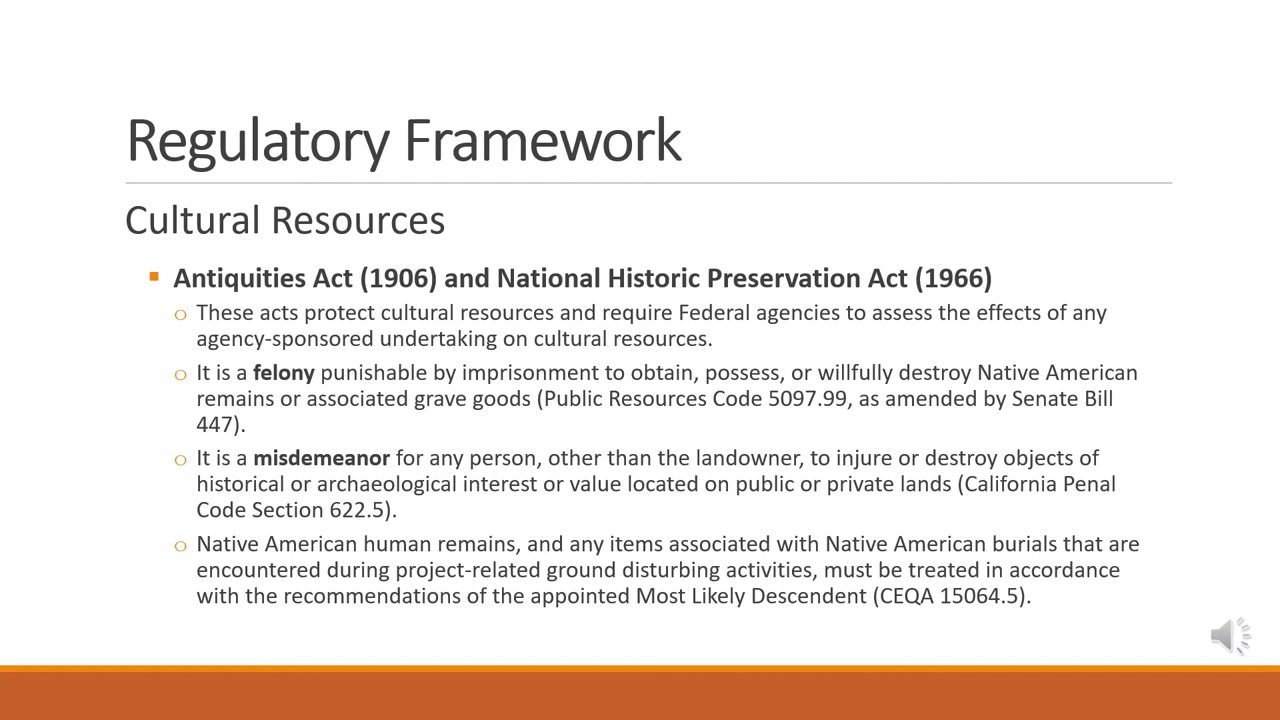 Regulatory Framework
Cultural Resources
▪ Antiquities Act (1906) and National Historic Preservation Act (1966)
o These acts protect cultural resources and require Federal agencies to assess the effects of any
agency-sponsored undertaking on cultural resources.
o It is a felony punishable by imprisonment to obtain, possess, or willfully destroy Native American
remains or associated grave goods (Public Resources Code 5097.99, as amended by Senate Bill
447).
o It is a misdemeanor for any person, other than the landowner, to injure or destroy objects of
historical or archaeological interest or value located on public or private lands (California Penal
Code Section 622.5).
o Native American human remains, and any items associated with Native American burials that are
encountered during project-related ground disturbing activities, must be treated in accordance
with the recommendations of the appointed Most Likely Descendent (CEQA 15064.5).